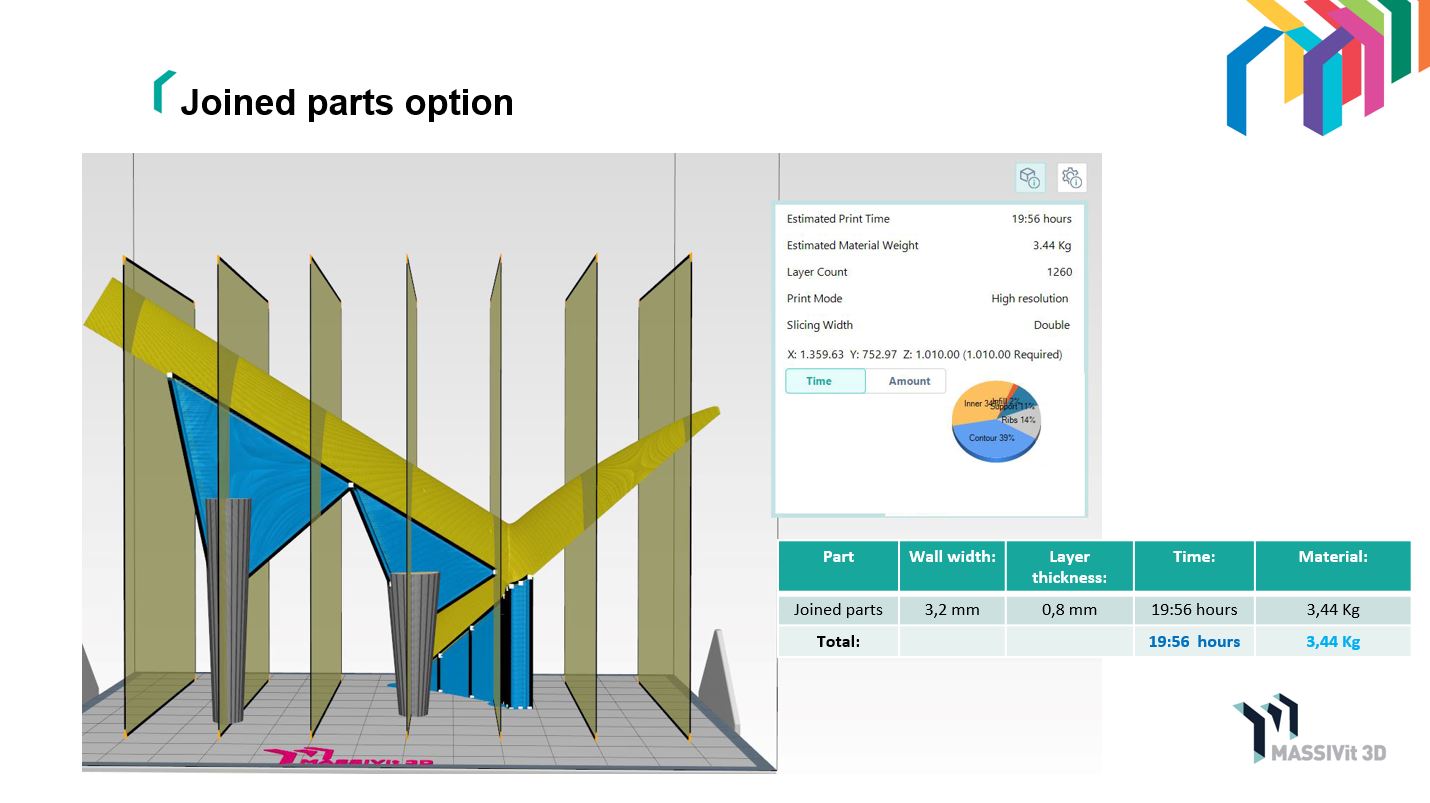 Joined parts option
Estimated Print Time 19:56 hours
Estimated Material Weight 3.44 Kg
Layer Count 1260
Print Mode High resolution
Slicing Width Double
X: 1.359.63 Y: 752.97 Z: 1.010.00 (1.010.00 Required)
Time Amount
Infill 2%
Support 11%
Ribs 14%
Contour 39%
Part Wall width: Layer thickness: Time: Material:
Joined parts 3,2 mm 0,8 mm 19:56 hours 3,44 Kg
Total: 19:56 hours 3,44 Kg
MASSIVit 3D
MASSIVit 3D